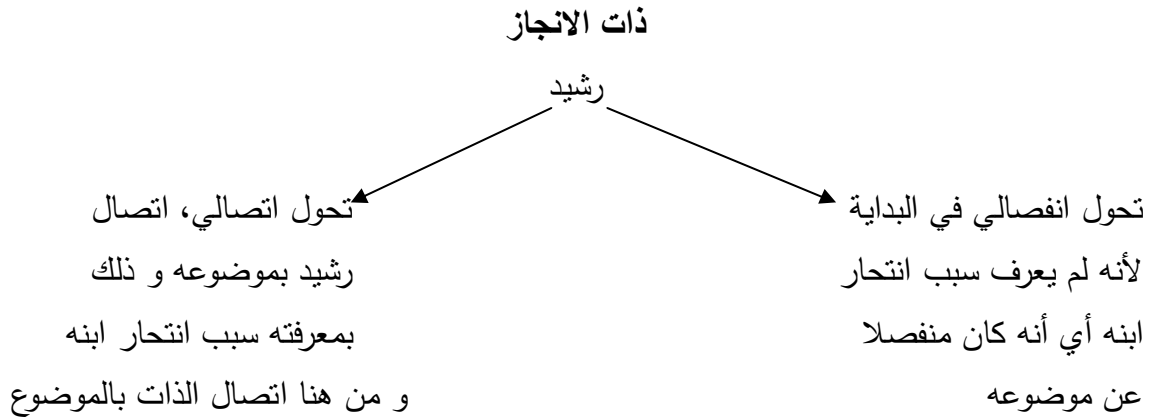 ذات الانجاز
رشيد
تحول انفصالي في البداية
لأنه لم يعرف سبب انتحار
ابنه أي أنه كان منفصلا
عن موضوعه
تحول اتصالي، اتصال
رشيد بموضوعه و ذلك
بمعرفته سبب انتحار ابنه
و من هنا اتصال الذات بالموضوع